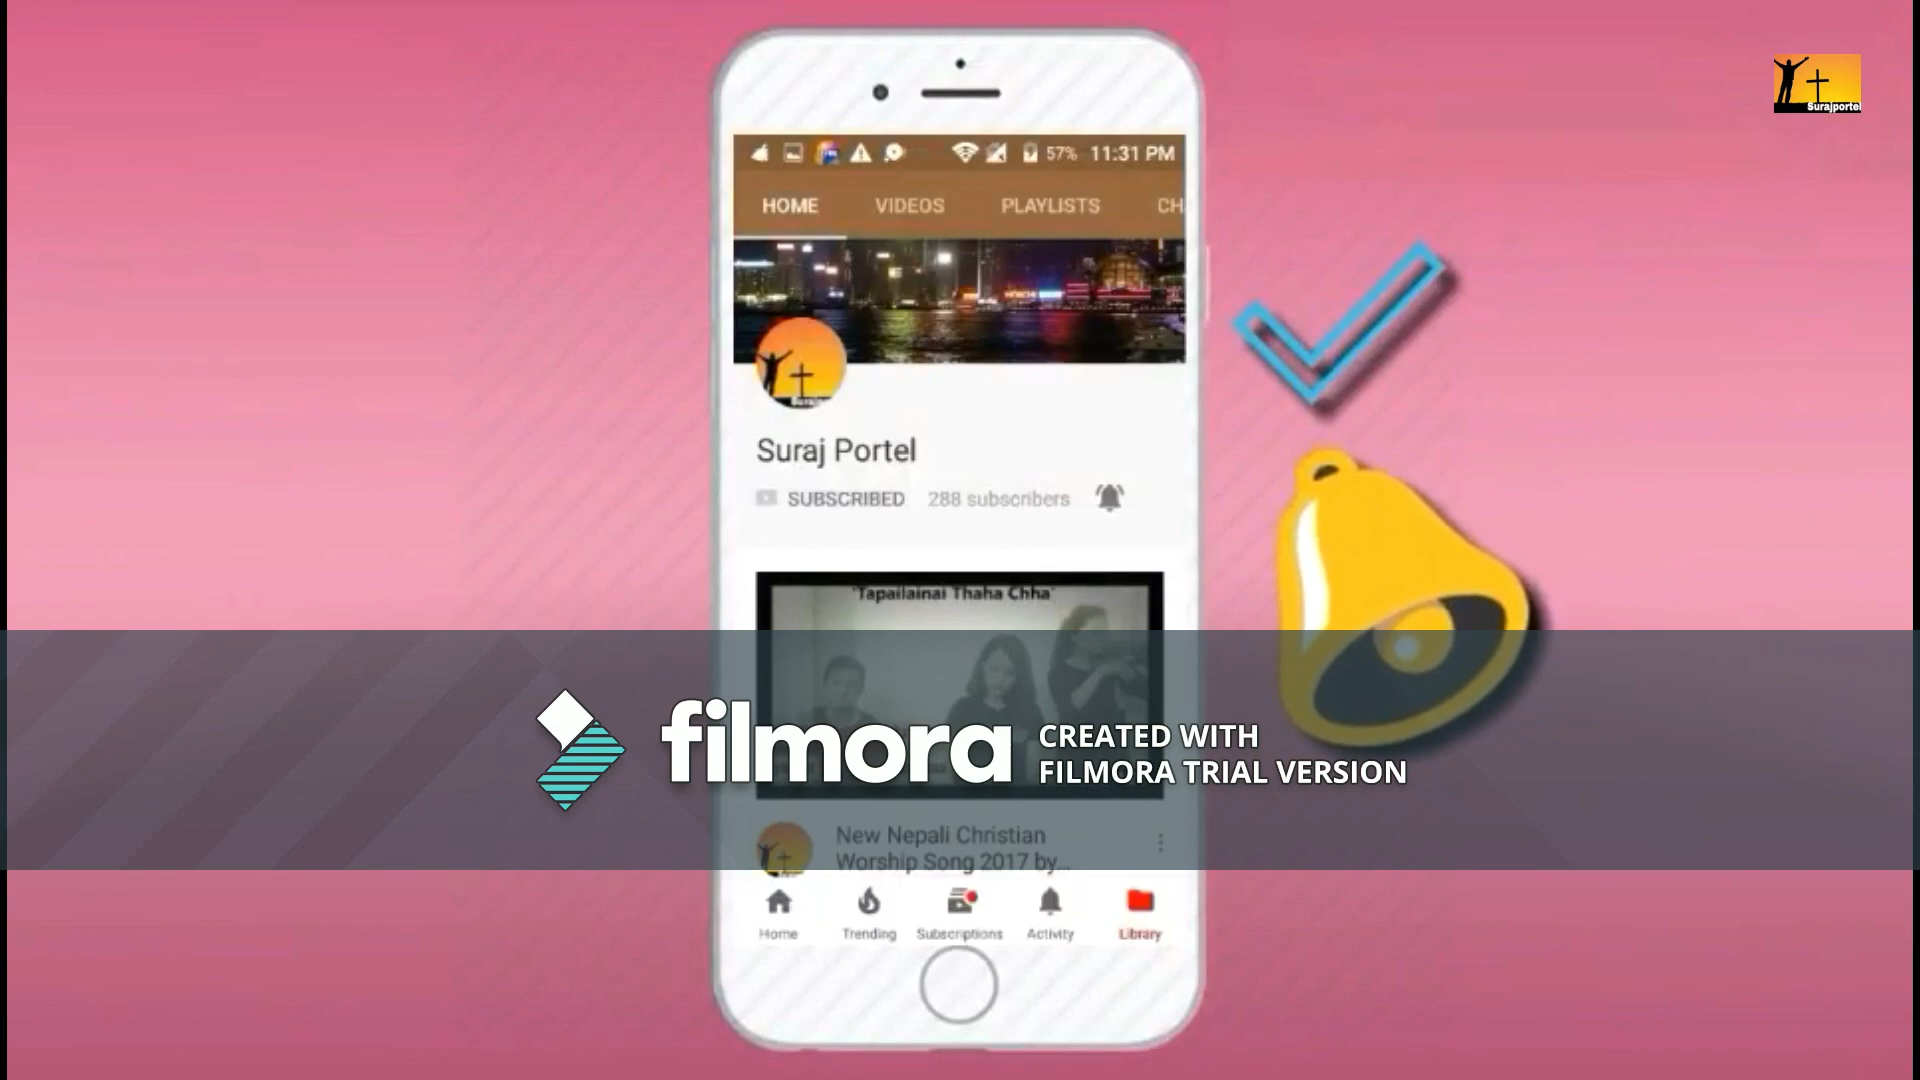 Surajportel
57% 11:31 PM
HOME VIDEOS PLAYLISTS CH
Suraj Portel
SUBSCRIBED 288 subscribers
'Tapailainai Thaha Chha'
filmora CREATED WITH
FILMORA TRIAL VERSION
New Nepali Christian
Worship Song 2017 by...
Home Trending Subscriptions Activity Library